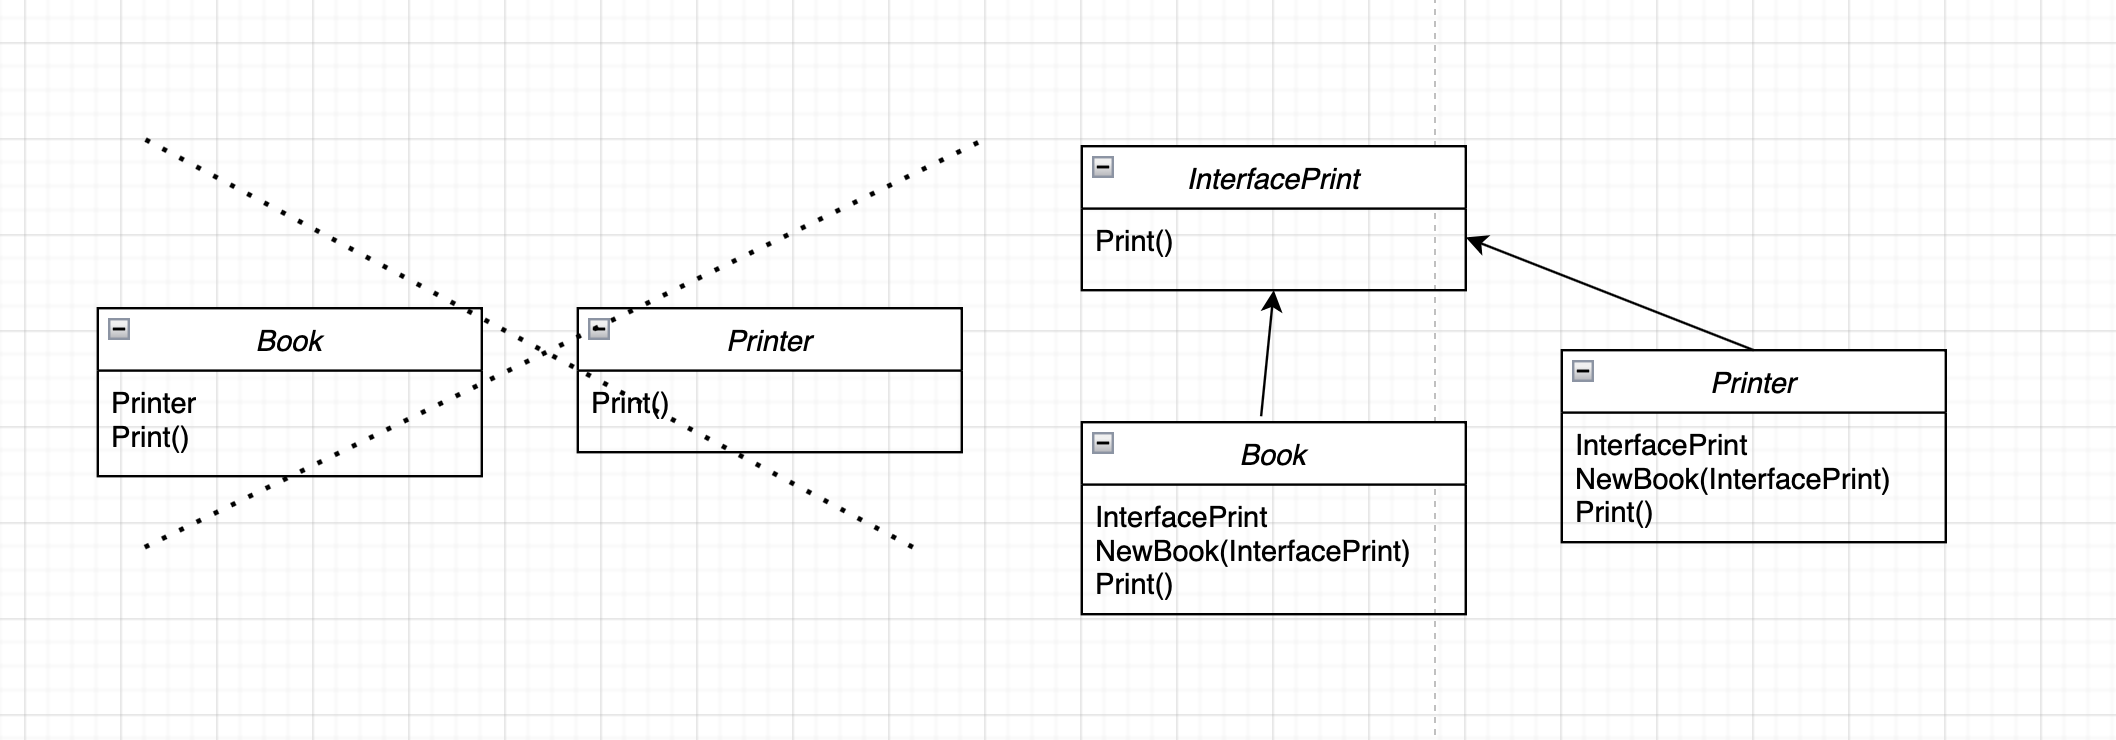 Book
Printer
Print()
Printer
Print()
InterfacePrint
Print()
Book
InterfacePrint
NewBook(InterfacePrint)
Print()
Printer
InterfacePrint
NewBook(InterfacePrint)
Print()